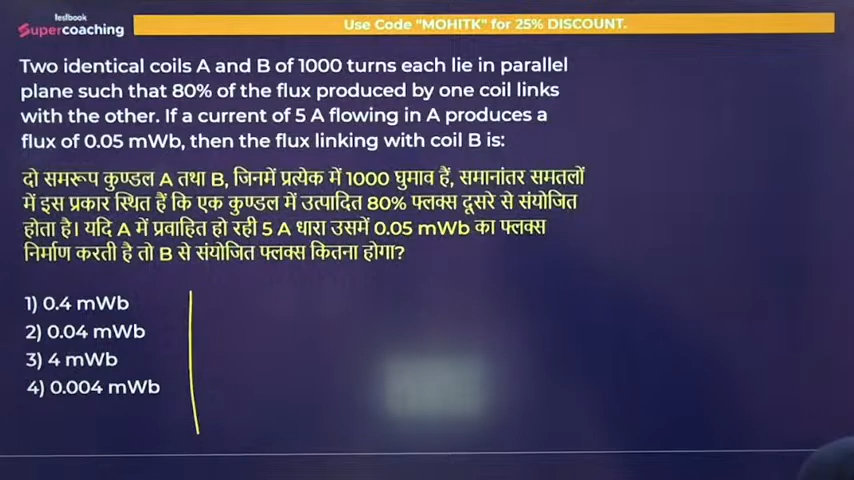 testbook
Supercoaching
Use Code "MOHITK" for 25% DISCOUNT.
Two identical coils A and B of 1000 turns each lie in parallel
plane such that 80% of the flux produced by one coil links
with the other. If a current of 5 A flowing in A produces a
flux of 0.05 mWb, then the flux linking with coil B is:
दो समरूप कुण्डल A तथा B, जिनमें प्रत्येक में 1000 घुमाव हैं, समानांतर समतलों
में इस प्रकार स्थित हैं कि एक कुण्डल में उत्पादित 80% फ्लक्स दूसरे से संयोजित
होता है। यदि A में प्रवाहित हो रही 5 A धारा उसमें 0.05 mWb का फ्लक्स
निर्माण करती है तो B से संयोजित फ्लक्स कितना होगा?
1) 0.4 mWb
2) 0.04 mWb
3) 4 mWb
4) 0.004 mWb